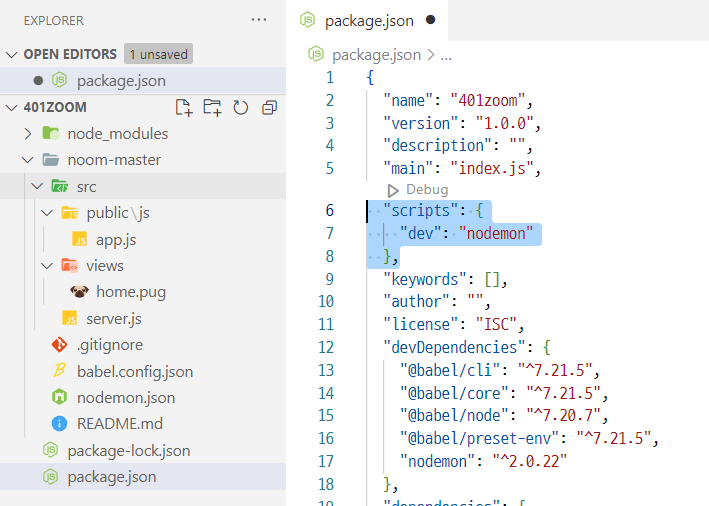 EXPLORER
OPEN EDITORS 1 unsaved
package.json
401ZOOM
node_modules
noom-master
src
public\js
app.js
views
home.pug
server.js
.gitignore
babel.config.json
nodemon.json
README.md
package-lock.json
package.json
package.json
package.json > ...
1 {
2 "name": "401zoom",
3 "version": "1.0.0",
4 "description": "",
5 "main": "index.js",
Debug
6 "scripts": {
7 "dev": "nodemon"
8 },
9 "keywords": [],
10 "author": "",
11 "license": "ISC",
12 "devDependencies": {
13 "@babel/cli": "^7.21.5",
14 "@babel/core": "^7.21.5",
15 "@babel/node": "^7.20.7",
16 "@babel/preset-env": "^7.21.5",
17 "nodemon": "^2.0.22"
18 },
19 "dependencies": {